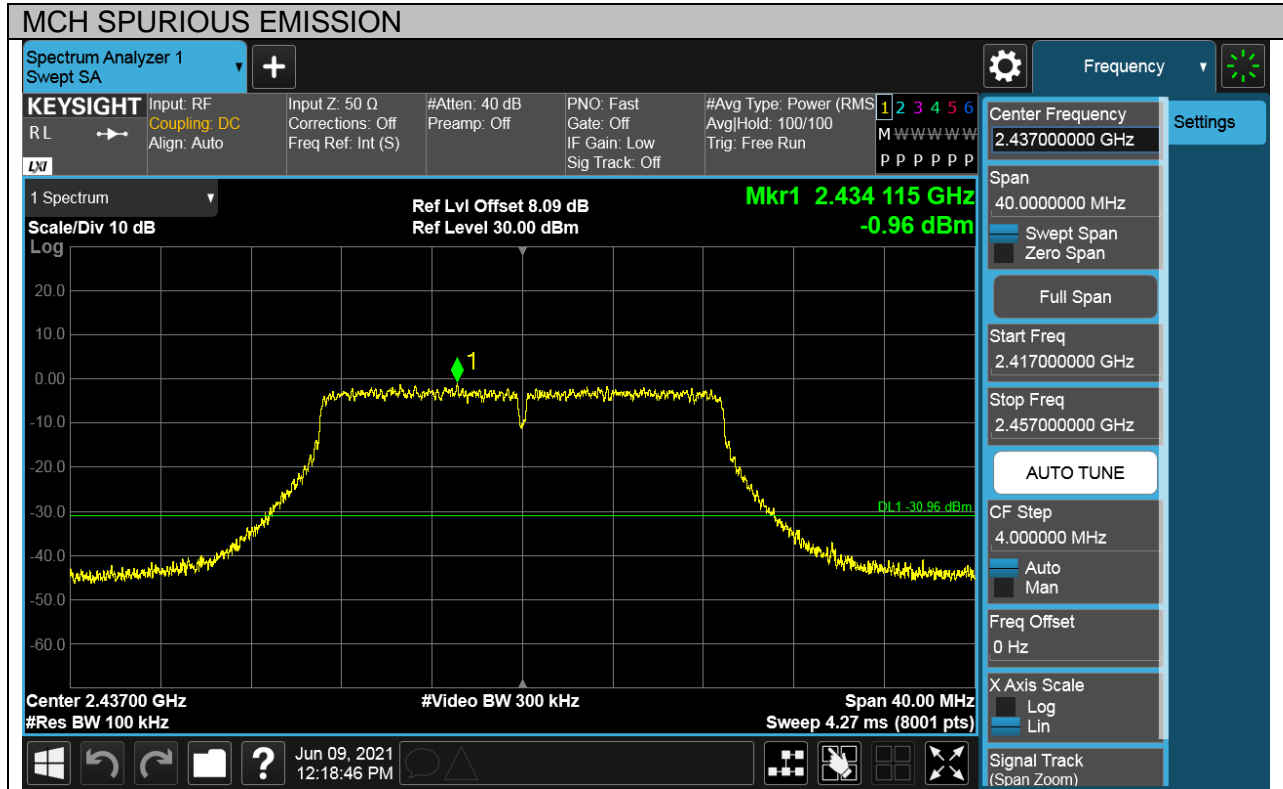 MCH SPURIOUS EMISSION
Spectrum Analyzer 1
Swept SA
+
Frequency
KEYSIGHT
R L
LXI
Input: RF
Coupling: DC
Align: Auto
Input Z: 50 Ω
Corrections: Off
Freq Ref: Int (S)
#Atten: 40 dB
Preamp: Off
PNO: Fast
Gate: Off
IF Gain: Low
Sig Track: Off
#Avg Type: Power (RMS
Avg|Hold: 100/100
Trig: Free Run
1 2 3 4 5 6
M W W W W W
P P P P P P
1 Spectrum
Scale/Div 10 dB
Ref Lvl Offset 8.09 dB
Ref Level 30.00 dBm
Mkr1 2.434 115 GHz
-0.96 dBm
Log
20.0
10.0
0.00
-10.0
-20.0
-30.0
-40.0
-50.0
-60.0
1
DL1 -30.96 dBm
Center 2.43700 GHz
#Res BW 100 kHz
#Video BW 300 kHz
Span 40.00 MHz
Sweep 4.27 ms (8001 pts)
?
Jun 09, 2021
12:18:46 PM
Center Frequency
2.437000000 GHz
Settings
Span
40.0000000 MHz
Swept Span
Zero Span
Full Span
Start Freq
2.417000000 GHz
Stop Freq
2.457000000 GHz
AUTO TUNE
CF Step
4.000000 MHz
Auto
Man
Freq Offset
0 Hz
X Axis Scale
Log
Lin
Signal Track
(Span Zoom)